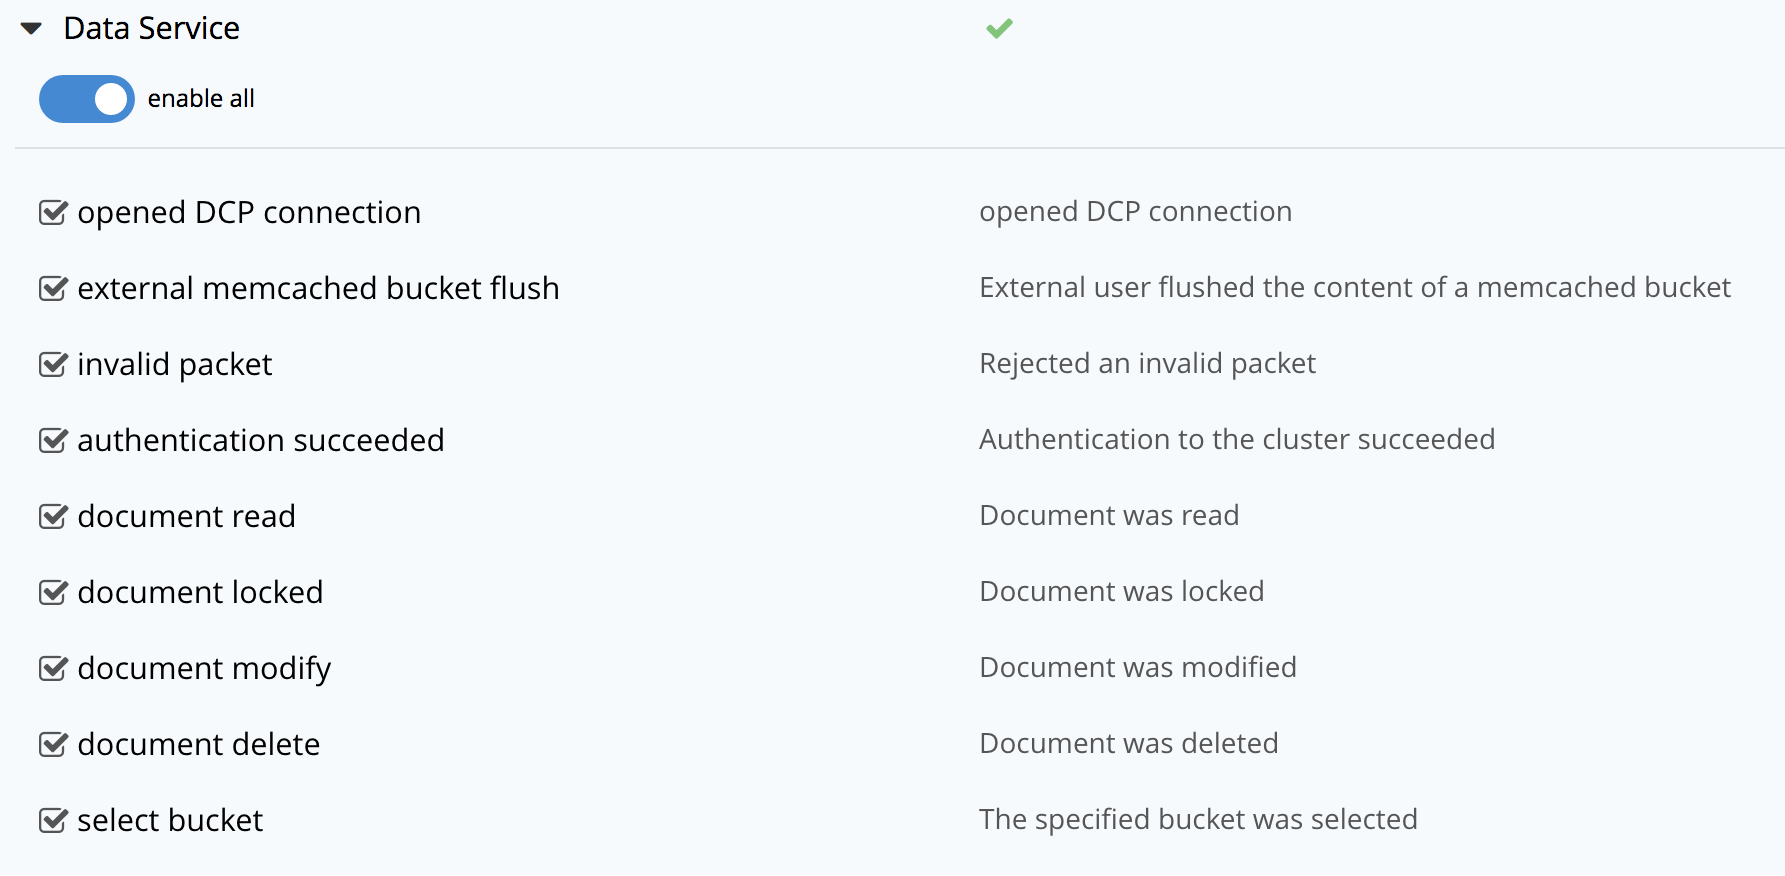 Data Service
enable all
opened DCP connection opened DCP connection
external memcached bucket flush External user flushed the content of a memcached bucket
invalid packet Rejected an invalid packet
authentication succeeded Authentication to the cluster succeeded
document read Document was read
document locked Document was locked
document modify Document was modified
document delete Document was deleted
select bucket The specified bucket was selected